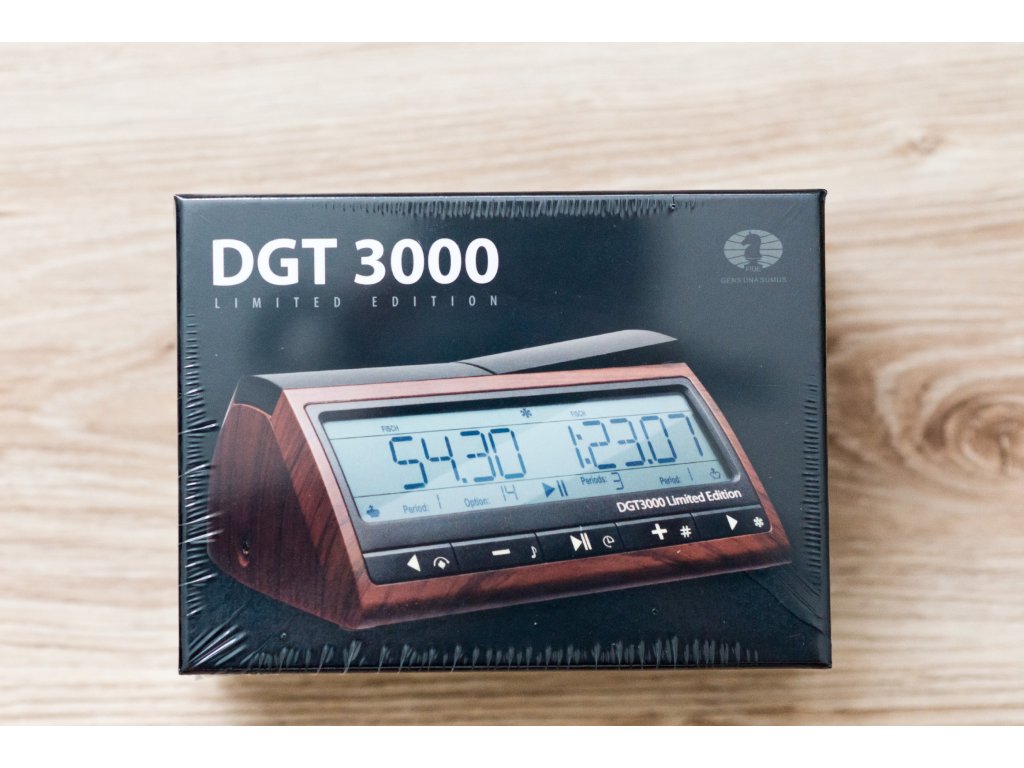 DGT 3000
LIMITED EDITION
FIDE
GENS UNA SUMUS
FISCH FISCH
54.30 1:23.07
Period: 1 Option: 14 Periods: 3 Period: 1
DGT3000 Limited Edition